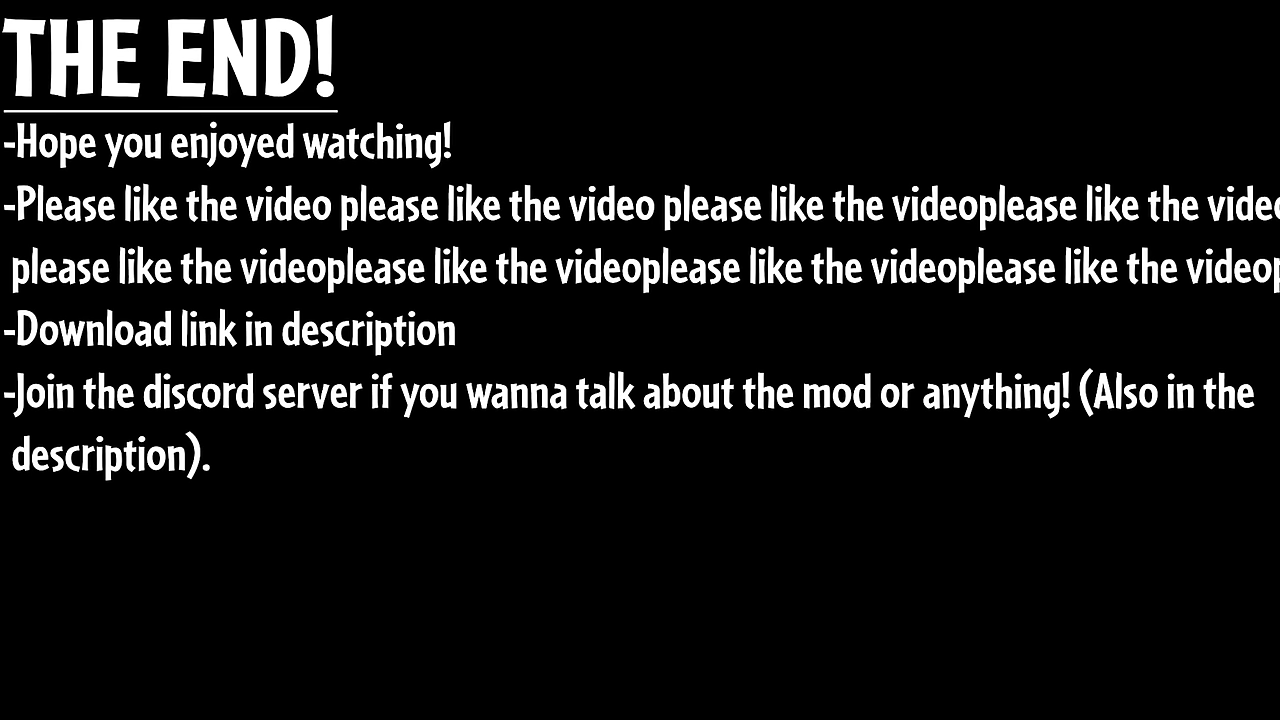 THE END!
-Hope you enjoyed watching!
-Please like the video please like the video please like the videoplease like the video
please like the videoplease like the videoplease like the videoplease like the videop
-Download link in description
-Join the discord server if you wanna talk about the mod or anything! (Also in the
description).